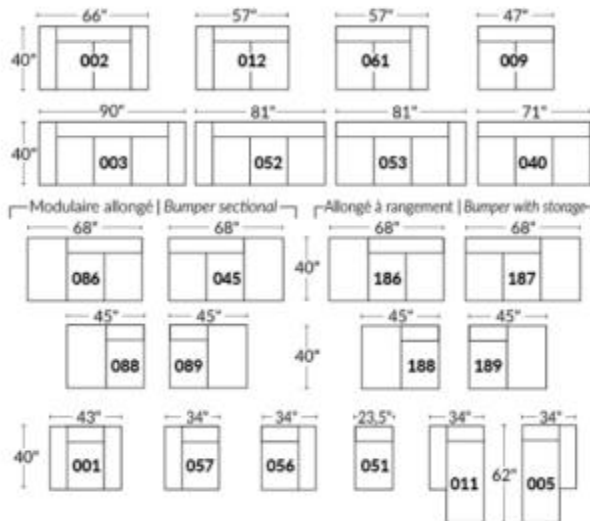 66" 57" 57" 47"
40" 002 012 061 009
90" 81" 81" 71"
40" 003 052 053 040
Modulaire allongé | Bumper sectional Allongé à rangement | Bumper with storage
68" 68" 68" 68"
086 045 40" 186 187
45" 45" 45" 45"
088 089 40" 188 189
43" 34" 34" 23,5" 34" 34"
40" 001 057 056 051 011 62" 005